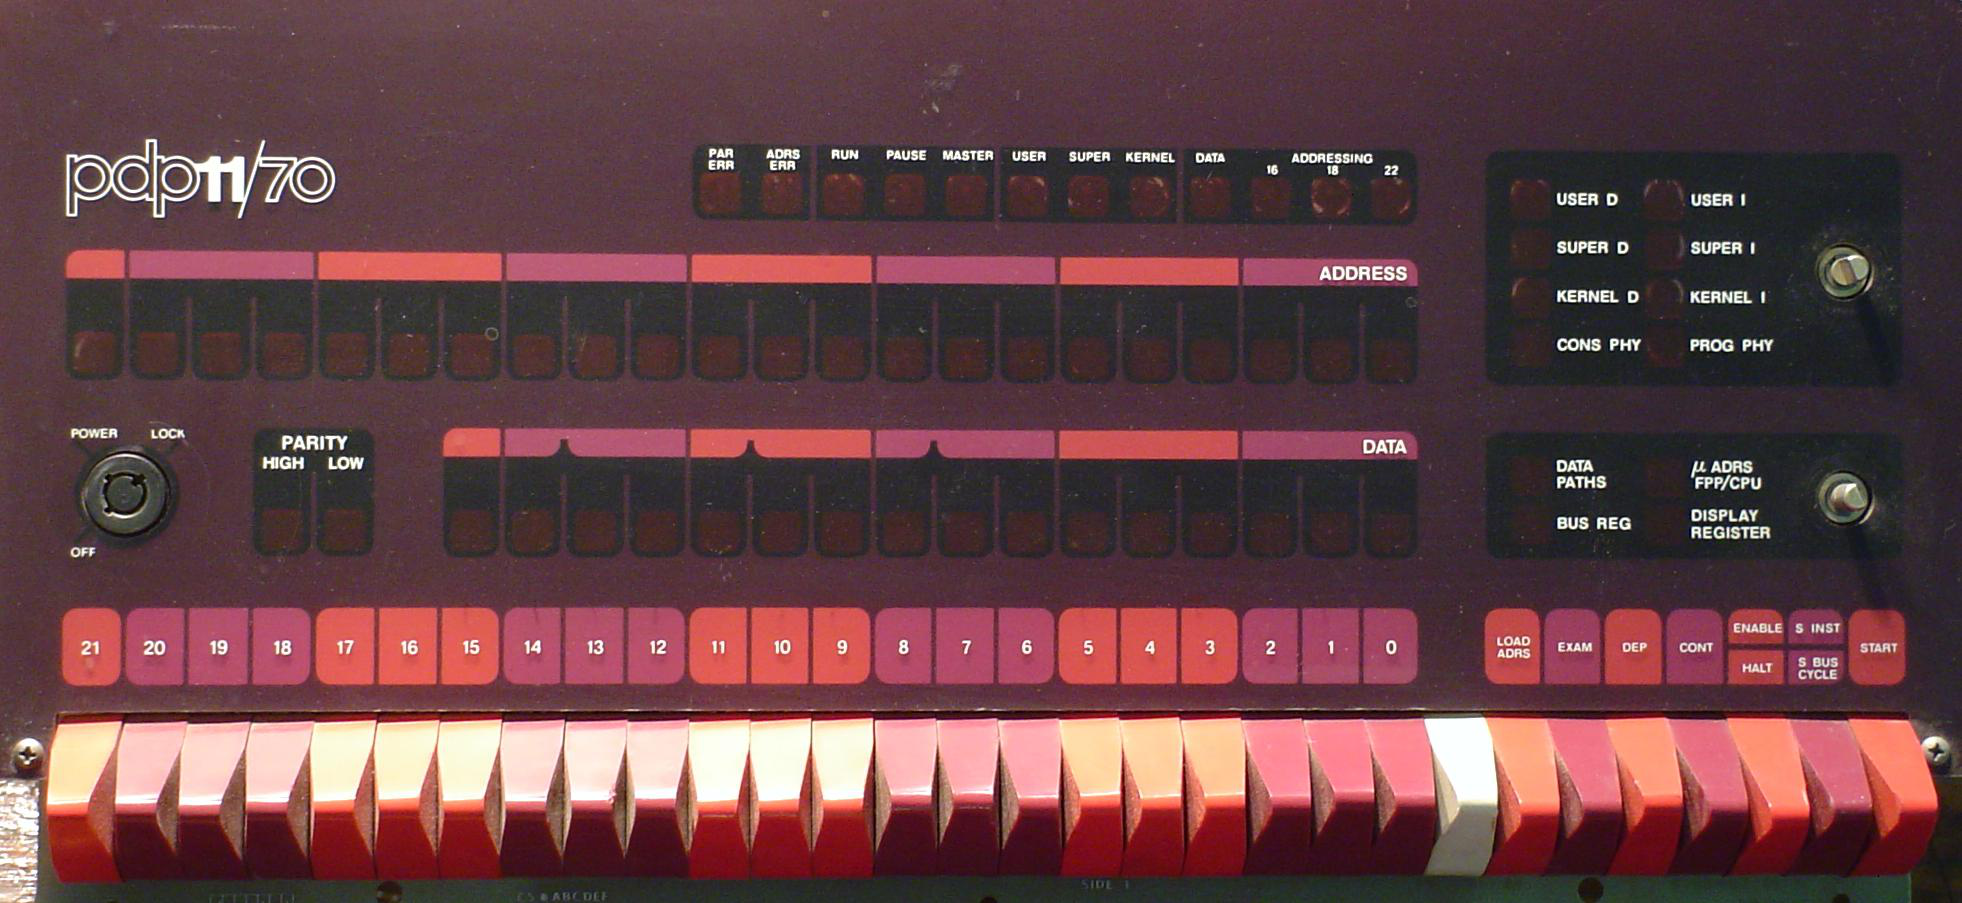 pdp11/70
PAR ERR ADRS ERR RUN PAUSE MASTER USER SUPER KERNEL DATA ADDRESSING
16 18 22
USER D USER I
SUPER D SUPER I
KERNEL D KERNEL I
CONS PHY PROG PHY
ADDRESS
POWER LOCK
OFF
PARITY
HIGH LOW
DATA
DATA PATHS µ ADRS FPP/CPU
BUS REG DISPLAY REGISTER
21 20 19 18 17 16 15 14 13 12 11 10 9 8 7 6 5 4 3 2 1 0
LOAD ADRS EXAM DEP CONT ENABLE S INST START
HALT S BUS CYCLE
ABCDEF
SIDE 1